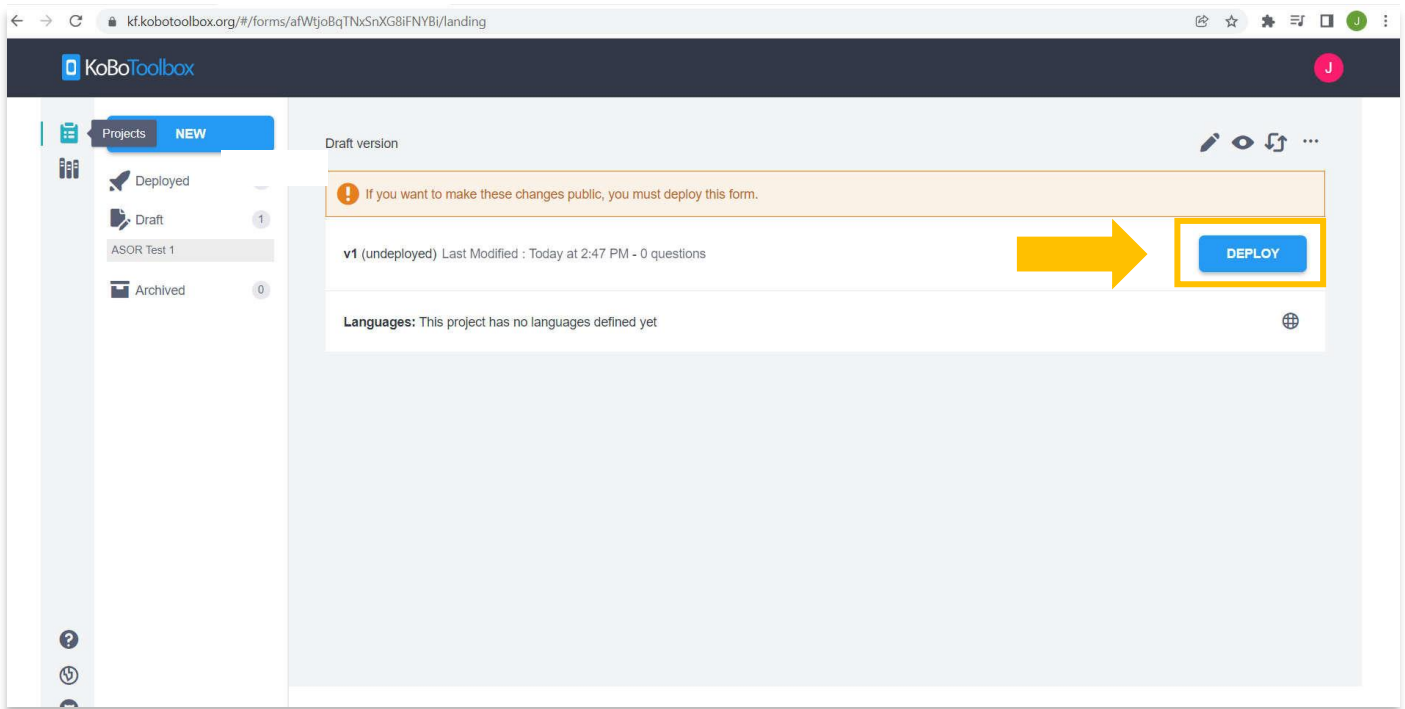 kf.kobotoolbox.org/#/forms/afWtjoBqTNxSnXG8iFNYBi/landing
J
KoBoToolbox
J
Projects
NEW
Draft version
Deployed
If you want to make these changes public, you must deploy this form.
Draft
1
ASOR Test 1
v1 (undeployed) Last Modified : Today at 2:47 PM - 0 questions
DEPLOY
Archived
0
Languages: This project has no languages defined yet